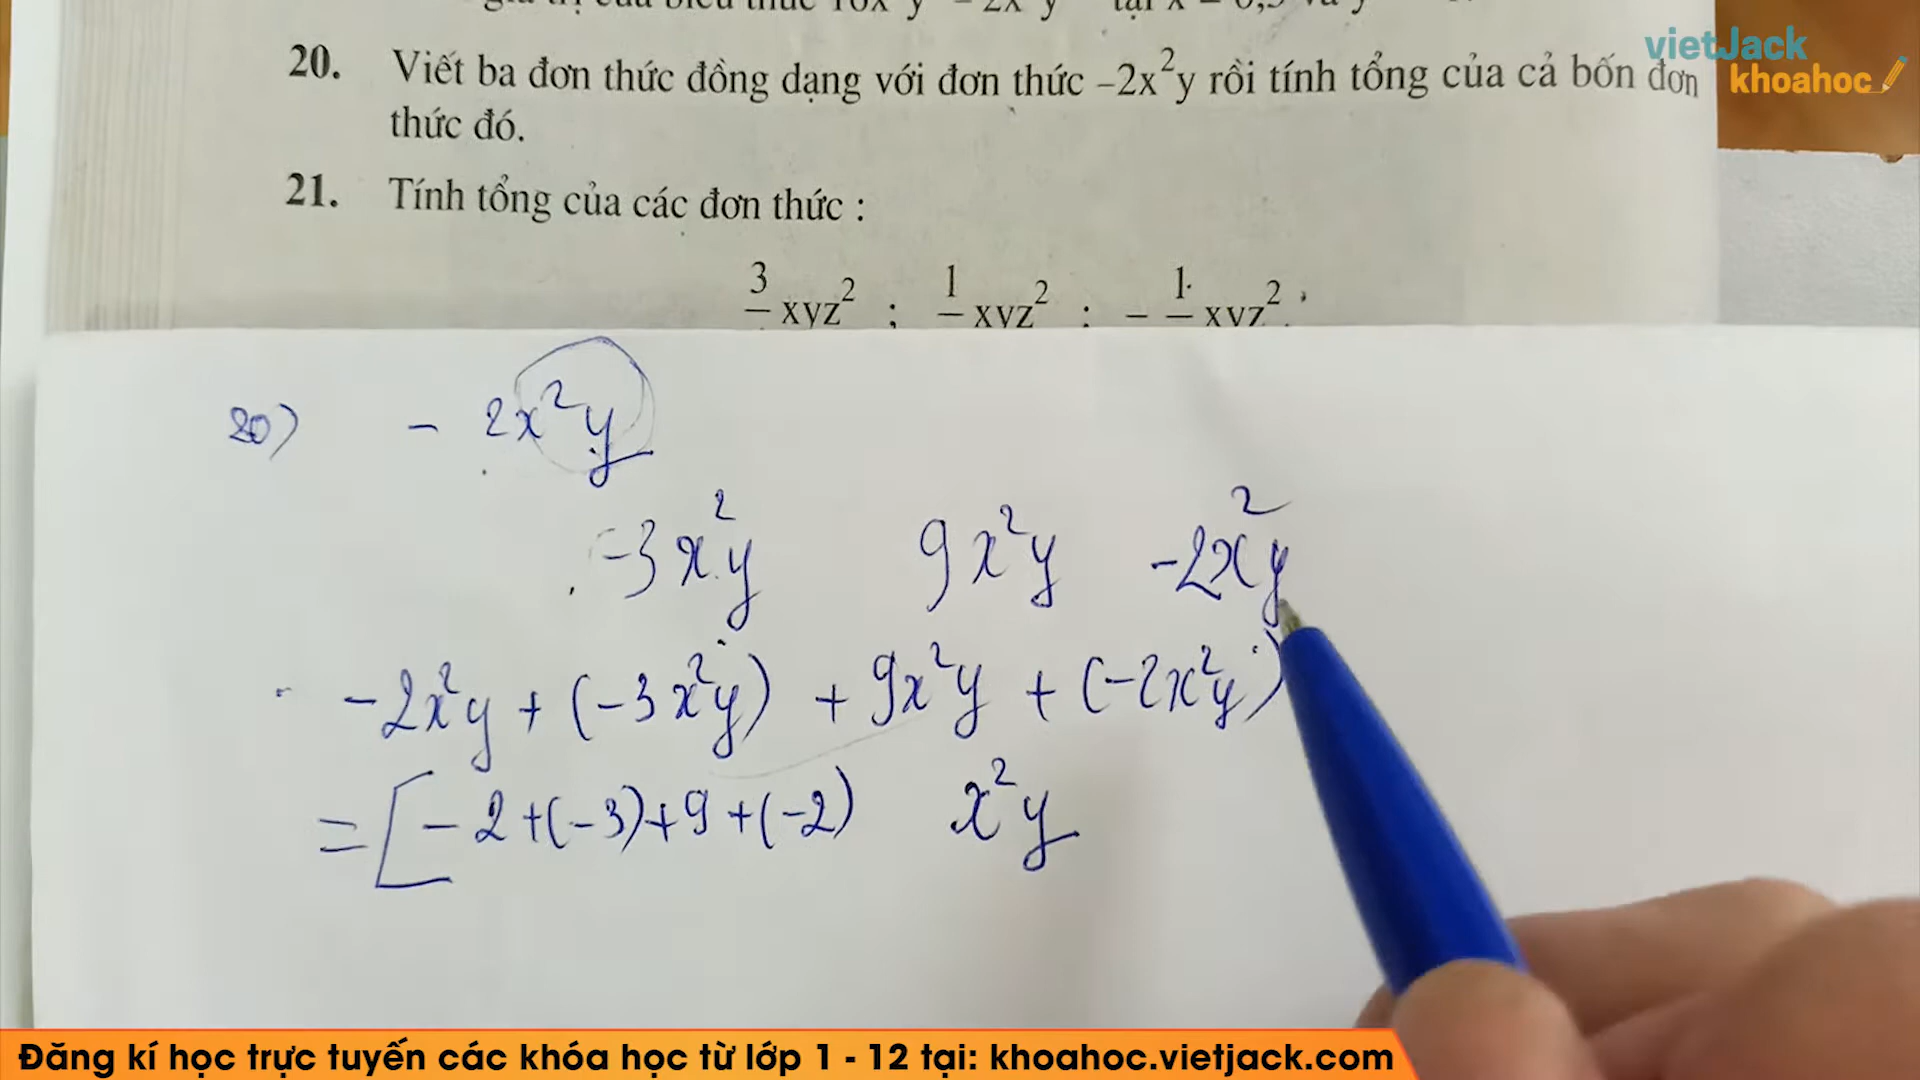 vietJack
khoahoc
20. Viết ba đơn thức đồng dạng với đơn thức –2x²y rồi tính tổng của cả bốn đơn
thức đó.
21. Tính tổng của các đơn thức :
3 xyz² ; 1 xyz² ; – 1 xyz².
20) - 2x²y
-3x²y 9x²y -2x²y
-2x²y + (-3x²y) + 9x²y + (-2x²y)
= [-2+(-3)+9+(-2) x²y
Đăng kí học trực tuyến các khóa học từ lớp 1 - 12 tại: khoahoc.vietjack.com